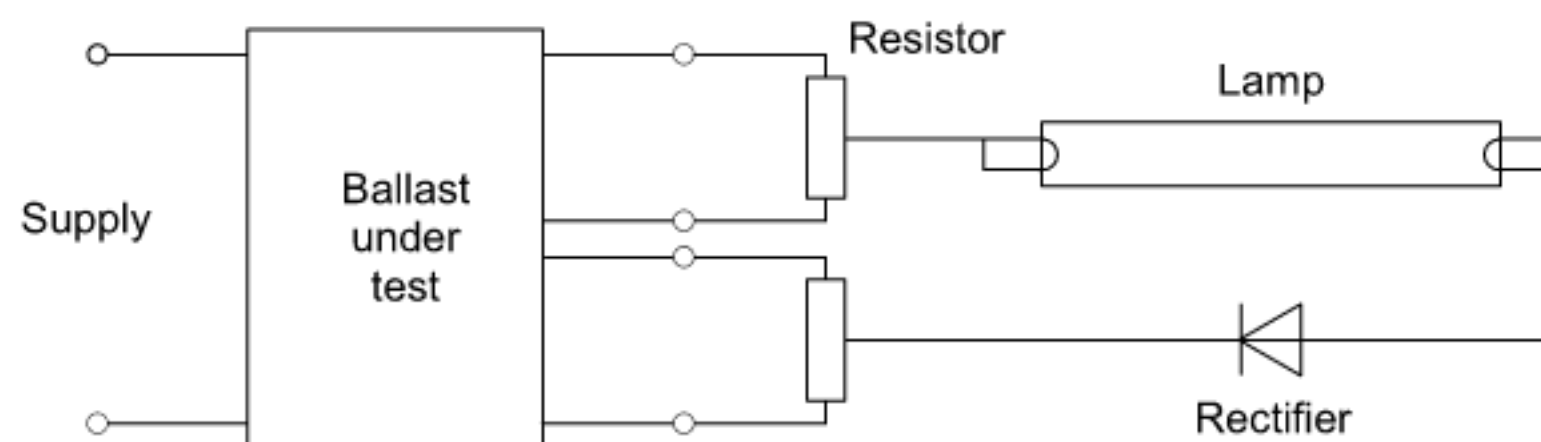 Resistor
Lamp
Supply
Ballast
under
test
Rectifier